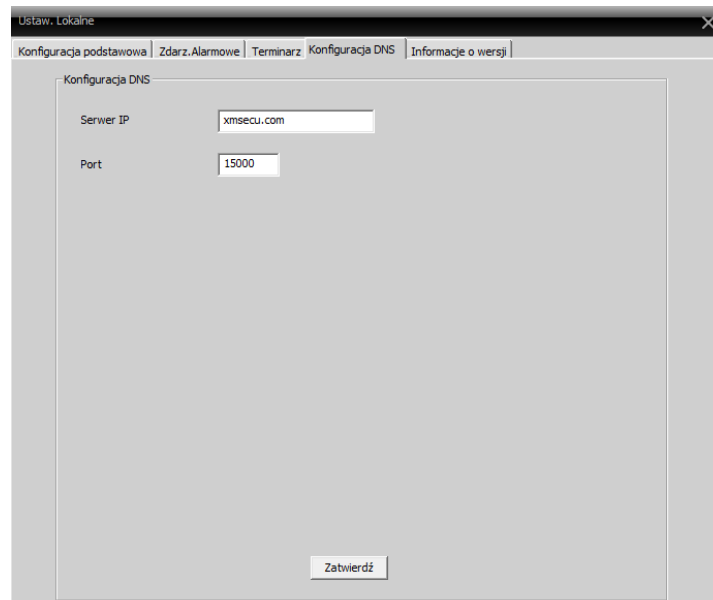 Ustaw. Lokalne
Konfiguracja podstawowa Zdarz.Alarmowe Terminarz Konfiguracja DNS Informacje o wersji
Konfiguracja DNS
Serwer IP xmsecu.com
Port 15000
Zatwierdź